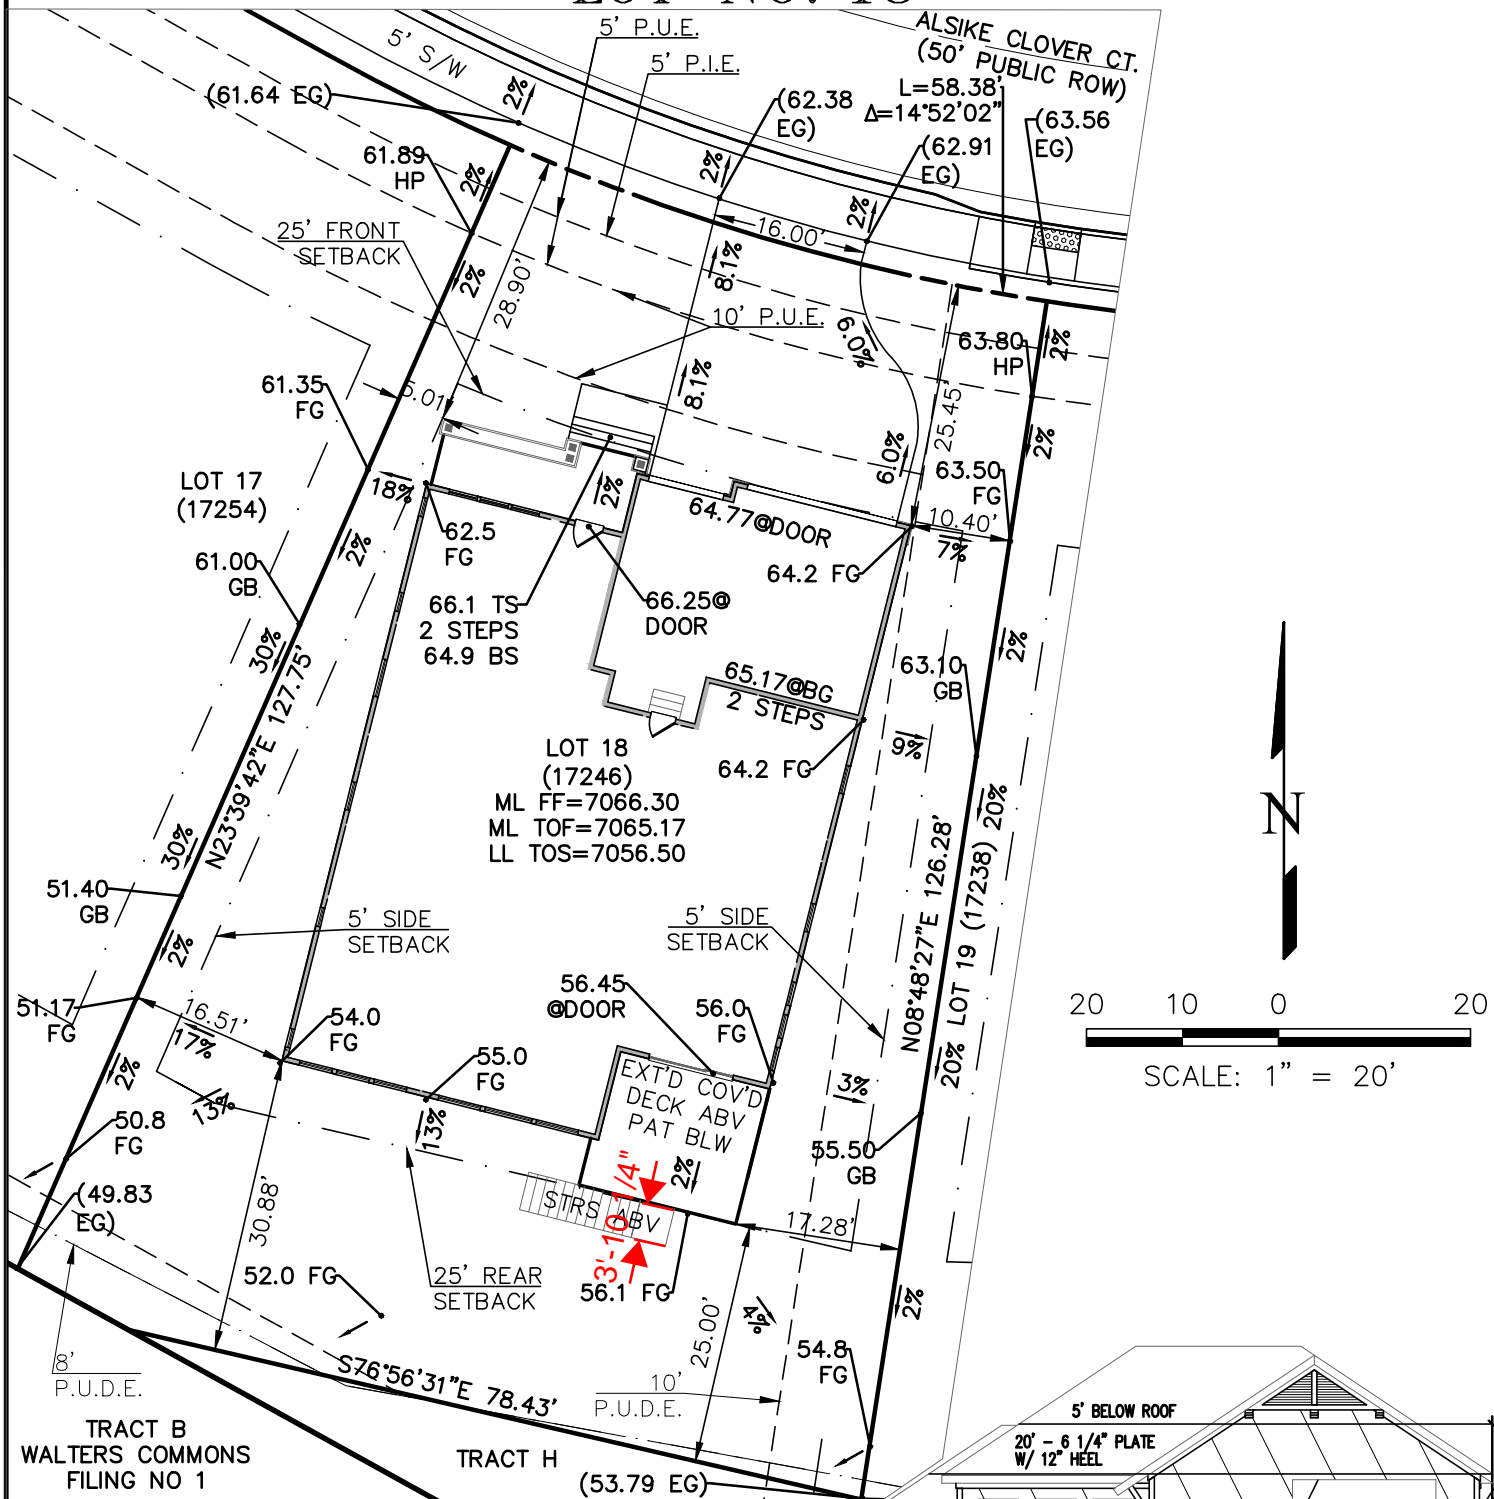 LOT NO. 18
ALSIKE CLOVER CT.
(50' PUBLIC ROW)
5' P.U.E.
5' P.I.E.
5' S/W
(61.64 EG)
2%
(62.38
EG)
L=58.38'
Δ=14°52'02"
(63.56
EG)
(62.91
EG)
61.89
HP
2%
2%
2%
16.00'
25' FRONT
SETBACK
2%
28.90'
8.1%
10' P.U.E.
6.0%
63.80
HP
2%
61.35
FG
5.01
8.1%
25.45'
2%
LOT 17
(17254)
18%
2%
6.0%
63.50
FG
62.5
FG
64.77@DOOR
10.40'
7%
2%
61.00
GB
64.2 FG
66.1 TS
2 STEPS
64.9 BS
66.25@
DOOR
30%
2%
63.10
GB
65.17@BG
2 STEPS
N23°39'42"E 127.75'
9%
64.2 FG
LOT 18
(17246)
ML FF=7066.30
ML TOF=7065.17
LL TOS=7056.50
20%
30%
N
51.40
GB
5' SIDE
SETBACK
5' SIDE
SETBACK
N08°48'27"E 126.28'
LOT 19 (17238)
2%
56.45
@DOOR
56.0
FG
51.17
FG
16.51'
17%
54.0
FG
20 10 0 20
SCALE: 1" = 20'
20%
2%
55.0
FG
EXT'D COV'D
DECK ABV
PAT BLW
3%
13%
13%
50.8
FG
55.50
GB
2%
3'-10 1/4"
(49.83
EG)
STRS ABV
17.28'
30.88'
52.0 FG
25' REAR
SETBACK
56.1 FG
4%
2%
25.00'
54.8
FG
8'
P.U.D.E.
S76°56'31"E 78.43'
10'
P.U.D.E.
TRACT B
WALTERS COMMONS
FILING NO 1
TRACT H
(53.79 EG)
5' BELOW ROOF
20' - 6 1/4" PLATE
W/ 12" HEEL